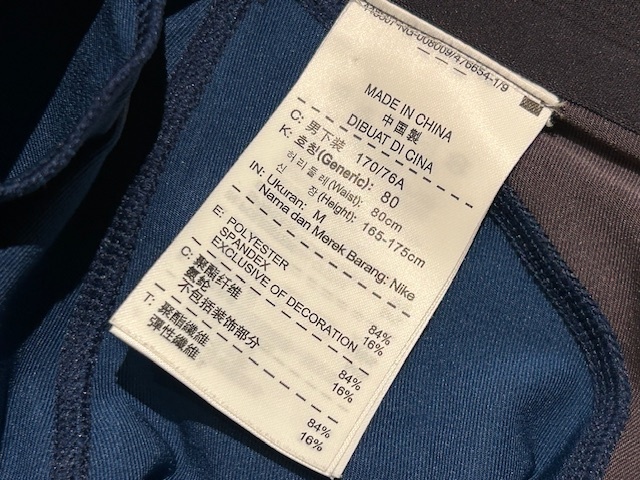 MADE IN CHINA
中国製
DIBUAT DI CINA
C: 男下装 170/76A
K: 호칭(Generic): 80
허리둘레(Waist): 80cm
신 장(Height): 165-175cm
IN: Ukuran: M
Nama dan Merek Barang: Nike
E: POLYESTER 84%
SPANDEX 16%
EXCLUSIVE OF DECORATION
C: 聚酯纤维 84%
氨纶 16%
不包括装饰部分
T: 聚酯纖維 84%
彈性纖維 16%